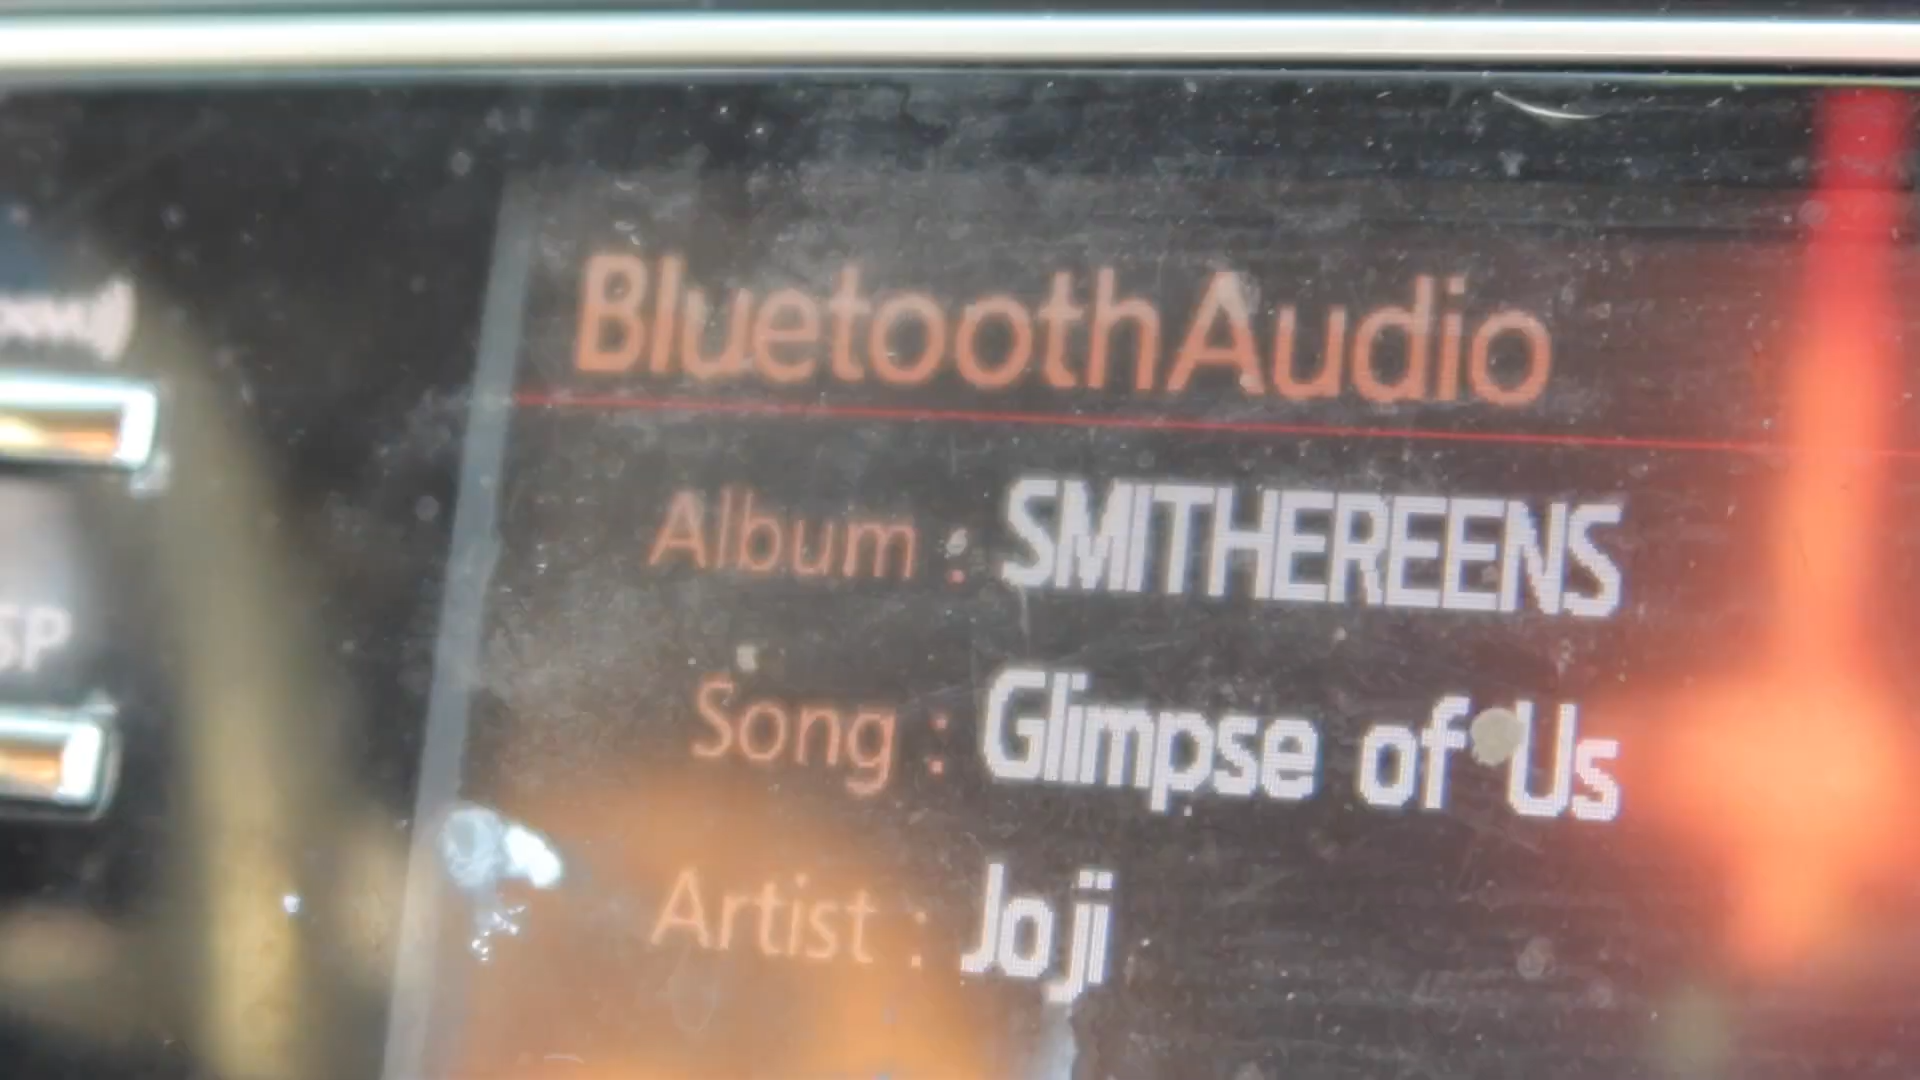 BluetoothAudio
Album : SMITHEREENS
Song : Glimpse of Us
Artist : Joji